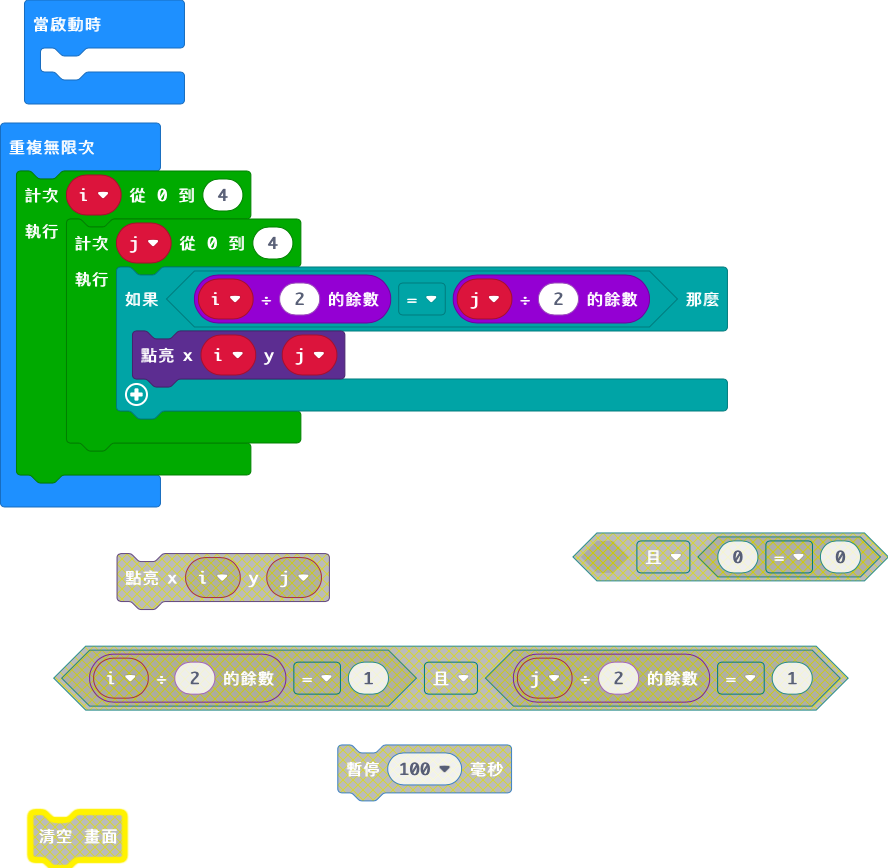 當啟動時
重複無限次
計次 i 從 0 到 4
執行
計次 j 從 0 到 4
執行
如果 i ÷ 2 的餘數 = j ÷ 2 的餘數 那麼
點亮 x i y j
且 0 = 0
點亮 x i y j
i ÷ 2 的餘數 = 1 且 j ÷ 2 的餘數 = 1
暫停 100 毫秒
清空 畫面